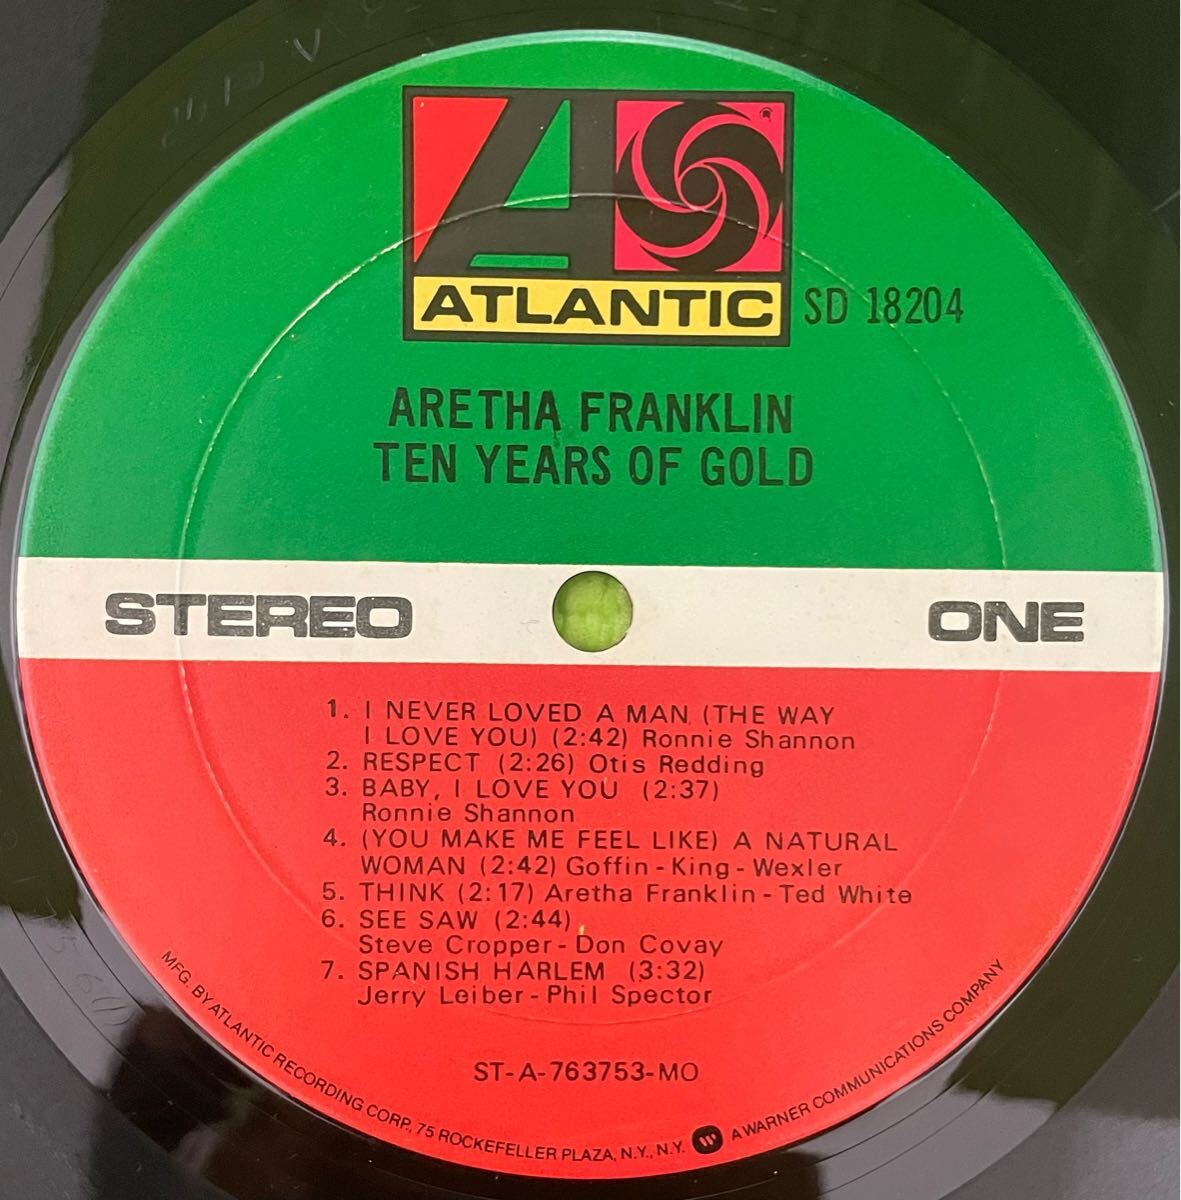 ATLANTIC
SD 18204
ARETHA FRANKLIN
TEN YEARS OF GOLD
STEREO
ONE
1. I NEVER LOVED A MAN (THE WAY
I LOVE YOU) (2:42) Ronnie Shannon
2. RESPECT (2:26) Otis Redding
3. BABY, I LOVE YOU (2:37)
Ronnie Shannon
4. (YOU MAKE ME FEEL LIKE) A NATURAL
WOMAN (2:42) Goffin - King - Wexler
5. THINK (2:17) Aretha Franklin - Ted White
6. SEE SAW (2:44)
Steve Cropper - Don Covay
7. SPANISH HARLEM (3:32)
Jerry Leiber - Phil Spector
ST-A-763753-MO
MFG. BY ATLANTIC RECORDING CORP., 75 ROCKEFELLER PLAZA, N.Y., N.Y. A WARNER COMMUNICATIONS COMPANY